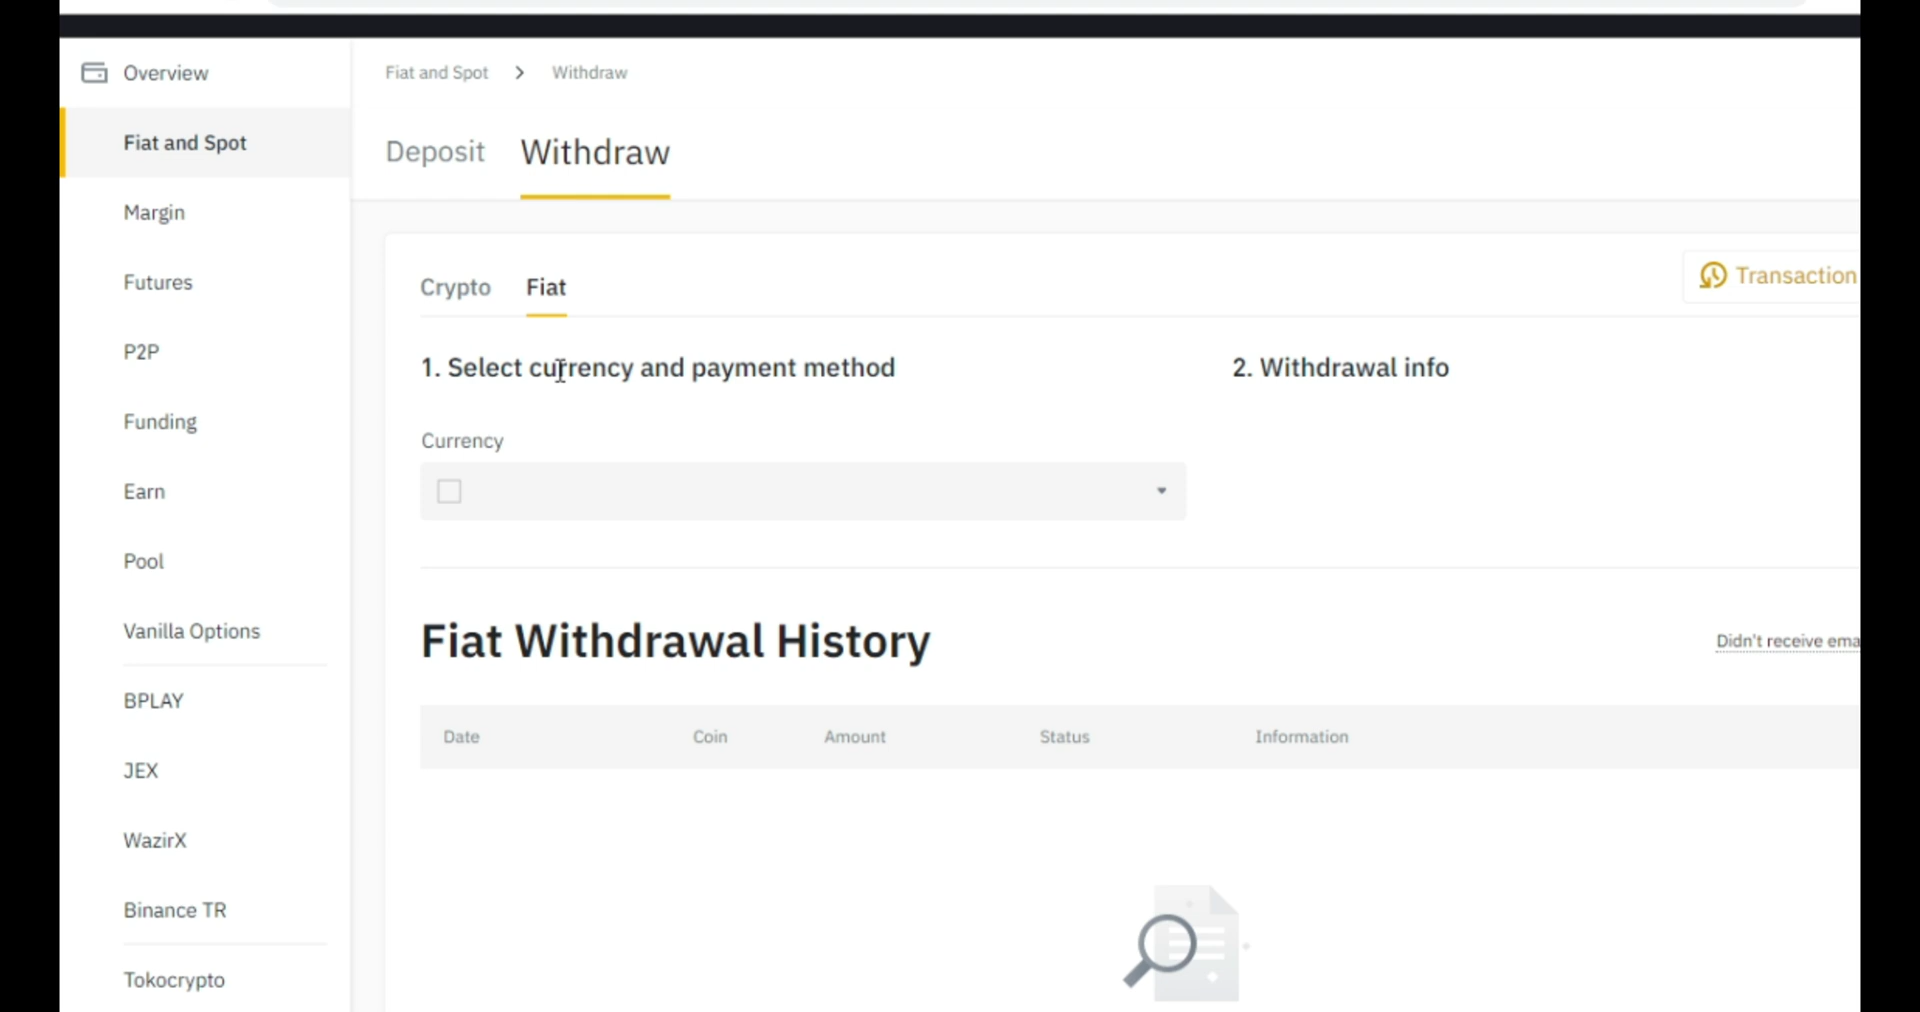 Overview
Fiat and Spot
Margin
Futures
P2P
Funding
Earn
Pool
Vanilla Options
BPLAY
JEX
WazirX
Binance TR
Tokocrypto
Fiat and Spot > Withdraw
Deposit Withdraw
Crypto Fiat
Transaction
1. Select currency and payment method
2. Withdrawal info
Currency
Fiat Withdrawal History
Didn't receive ema
Date Coin Amount Status Information